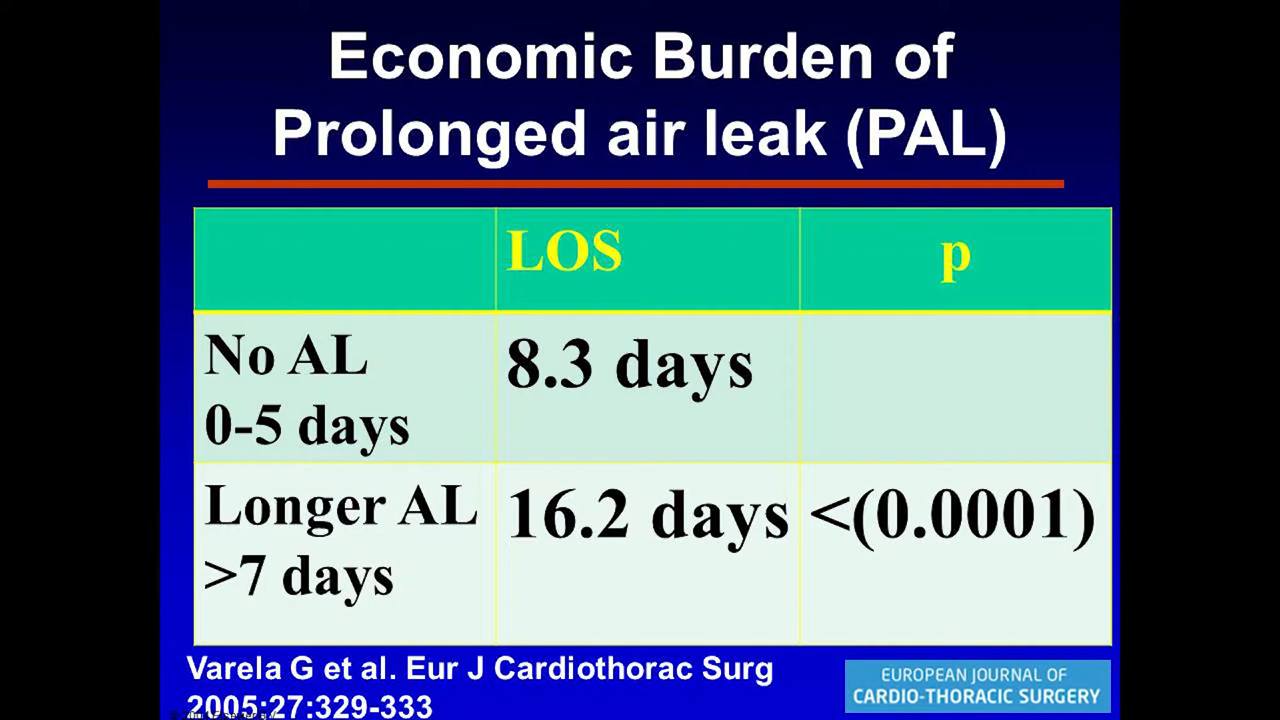 Economic Burden of
Prolonged air leak (PAL)
LOS p
No AL 8.3 days
0-5 days
Longer AL 16.2 days <(0.0001)
>7 days
Varela G et al. Eur J Cardiothorac Surg
2005:27:329-333
EUROPEAN JOURNAL OF
CARDIO-THORACIC SURGERY